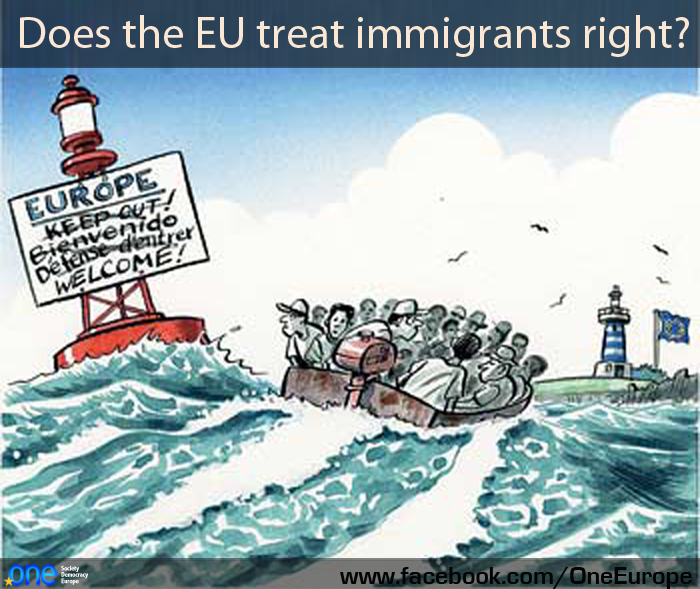 Does the EU treat immigrants right?
EUROPE
KEEP OUT!
Bienvenido
Défense d'entrer
WELCOME!
one
Society
Democracy
Europe
www.facebook.com/OneEurope